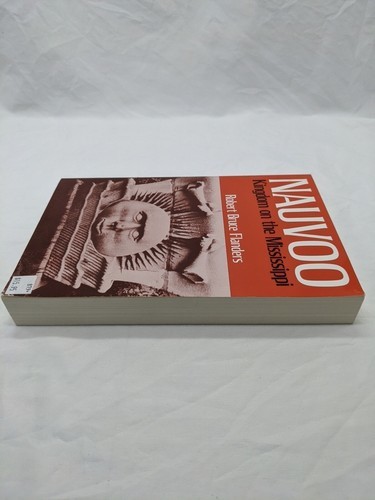 NAUVOO
Kingdom on the Mississippi
Robert Bruce Flanders